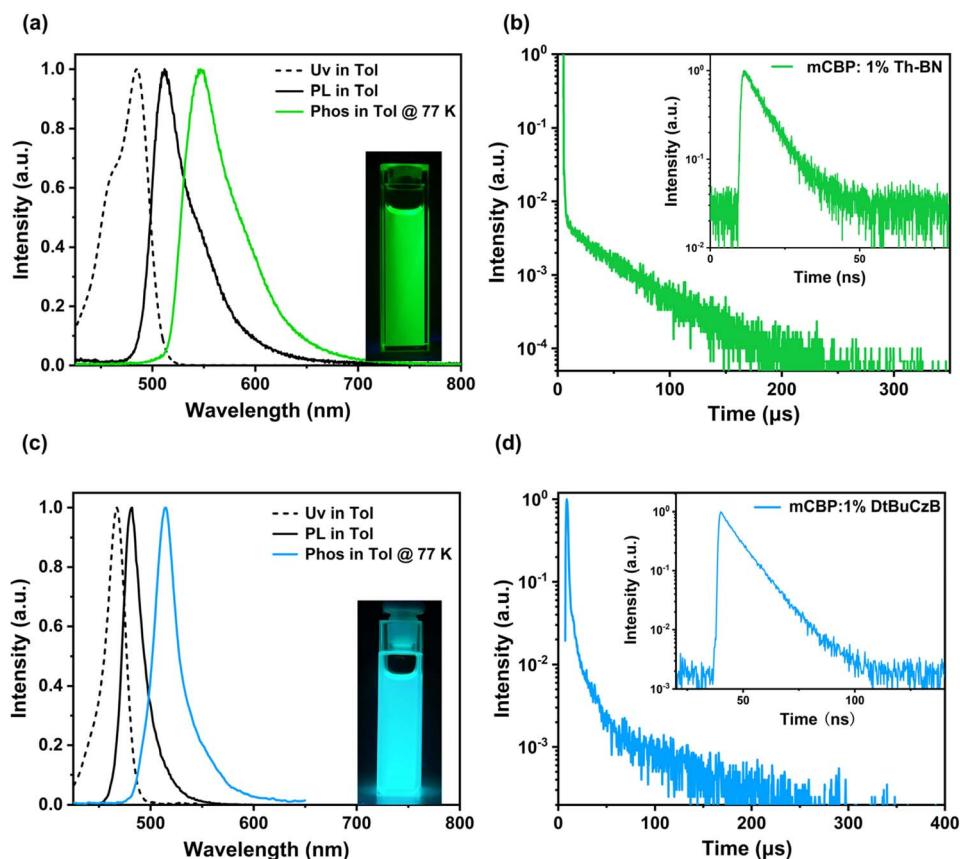 (a)
Intensity (a.u.)
1.0
0.8
0.6
0.4
0.2
0.0
Uv in Tol
PL in Tol
Phos in Tol @ 77 K
500
600
700
800
Wavelength (nm)
(b)
Intensity (a.u.)
10⁰
10⁻¹
10⁻²
10⁻³
10⁻⁴
0
100
200
300
Time (µs)
mCBP: 1% Th-BN
Intensity (a.u.)
10⁰
10⁻¹
10⁻²
0
50
Time (ns)
(c)
Intensity (a.u.)
1.0
0.8
0.6
0.4
0.2
0.0
Uv in Tol
PL in Tol
Phos in Tol @ 77 K
500
600
700
800
Wavelength (nm)
(d)
Intensity (a.u.)
10⁰
10⁻¹
10⁻²
10⁻³
0
100
200
300
400
Time (µs)
mCBP:1% DtBuCzB
Intensity (a.u.)
10⁰
10⁻¹
10⁻²
10⁻³
50
100
Time (ns)